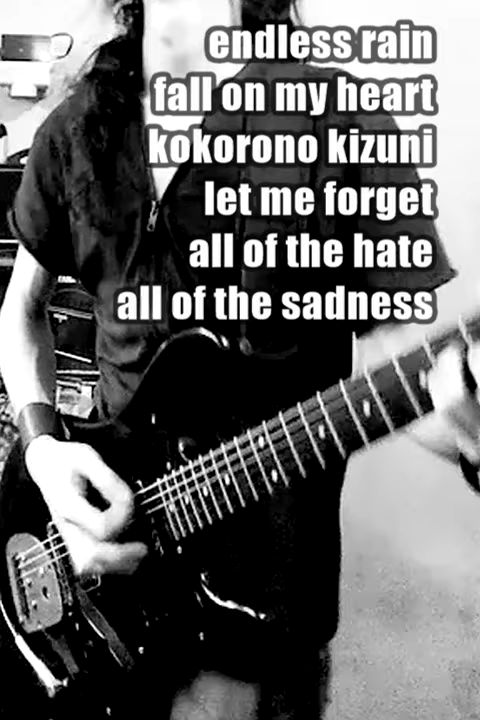 endless rain
fall on my heart
kokorono kizuni
let me forget
all of the hate
all of the sadness